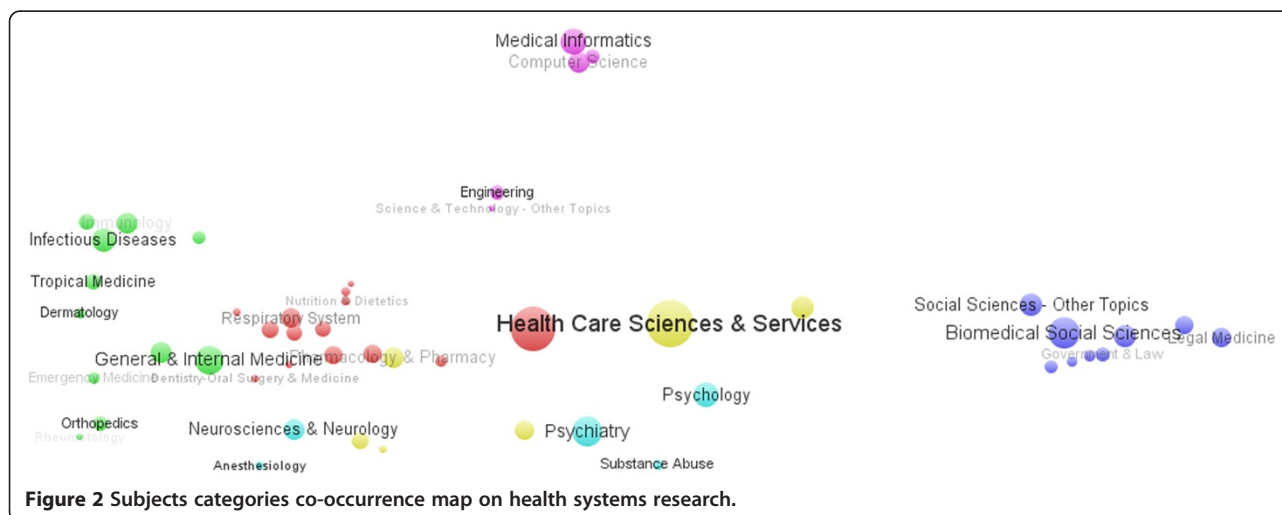 Medical Informatics
Computer Science
Engineering
Science & Technology - Other Topics
Immunology
Infectious Diseases
Tropical Medicine
Nutrition & Dietetics
Dermatology
Respiratory System
Health Care Sciences & Services
Social Sciences - Other Topics
Biomedical Social Sciences
Legal Medicine
Government & Law
General & Internal Medicine
Pharmacology & Pharmacy
Emergency Medicine
Dentistry-Oral Surgery & Medicine
Psychology
Orthopedics
Rheumatology
Neurosciences & Neurology
Psychiatry
Anesthesiology
Substance Abuse
Figure 2 Subjects categories co-occurrence map on health systems research.